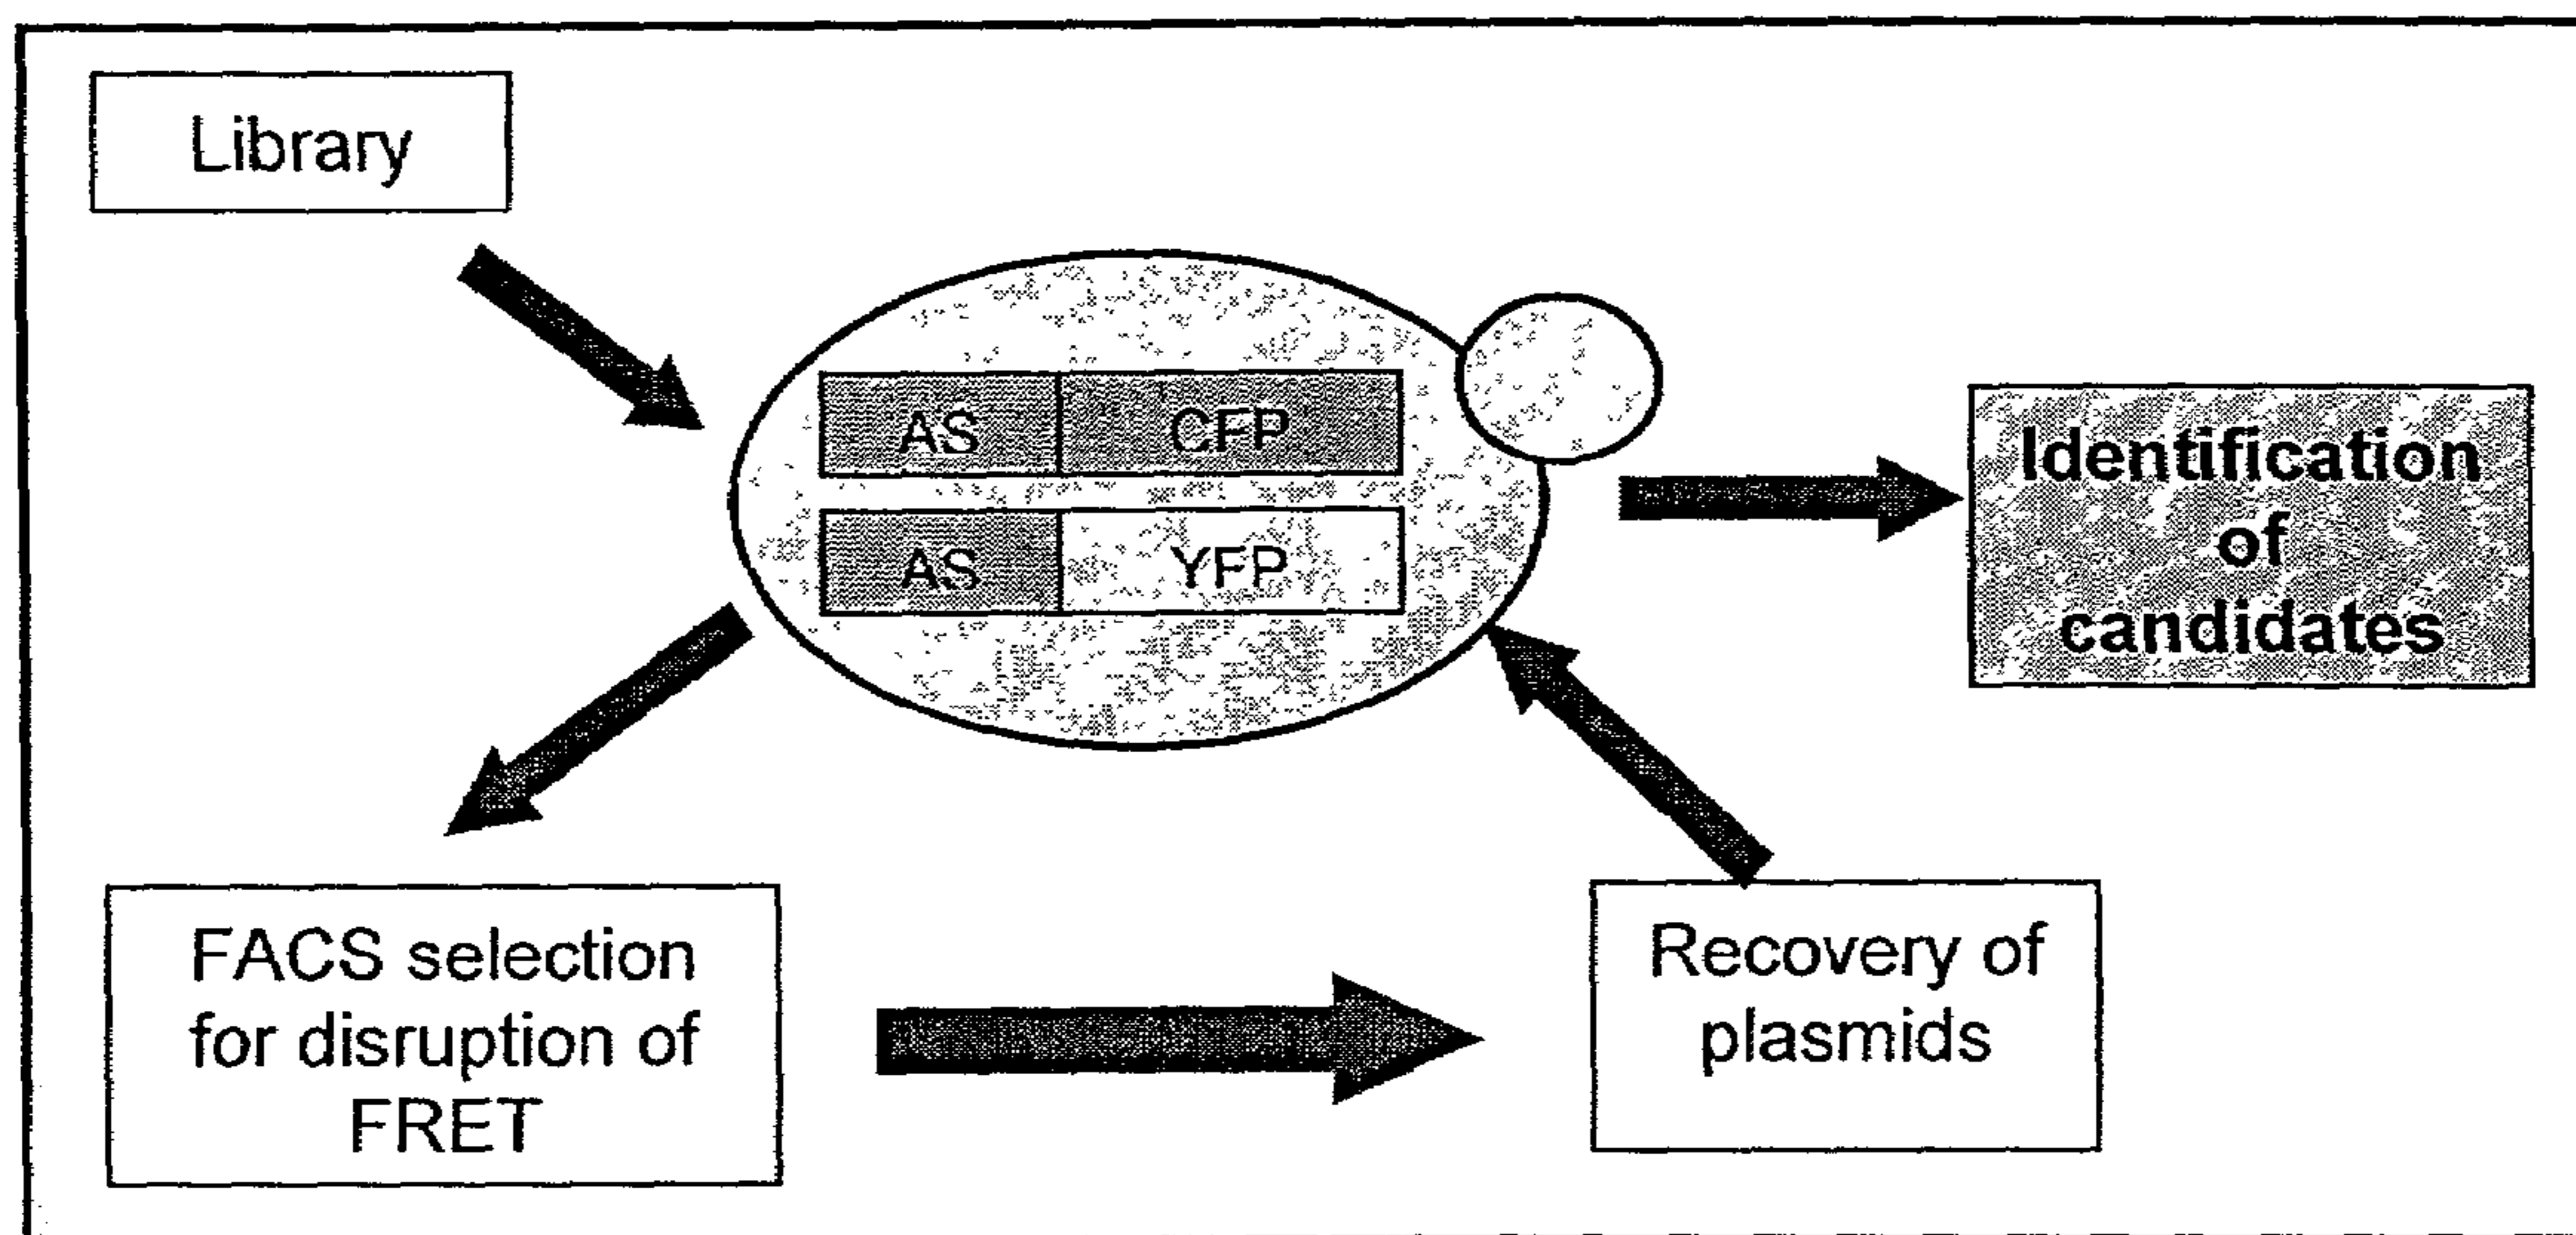 Library
AS CFP
AS YFP
Identification
of
candidates
FACS selection
for disruption of
FRET
Recovery of
plasmids